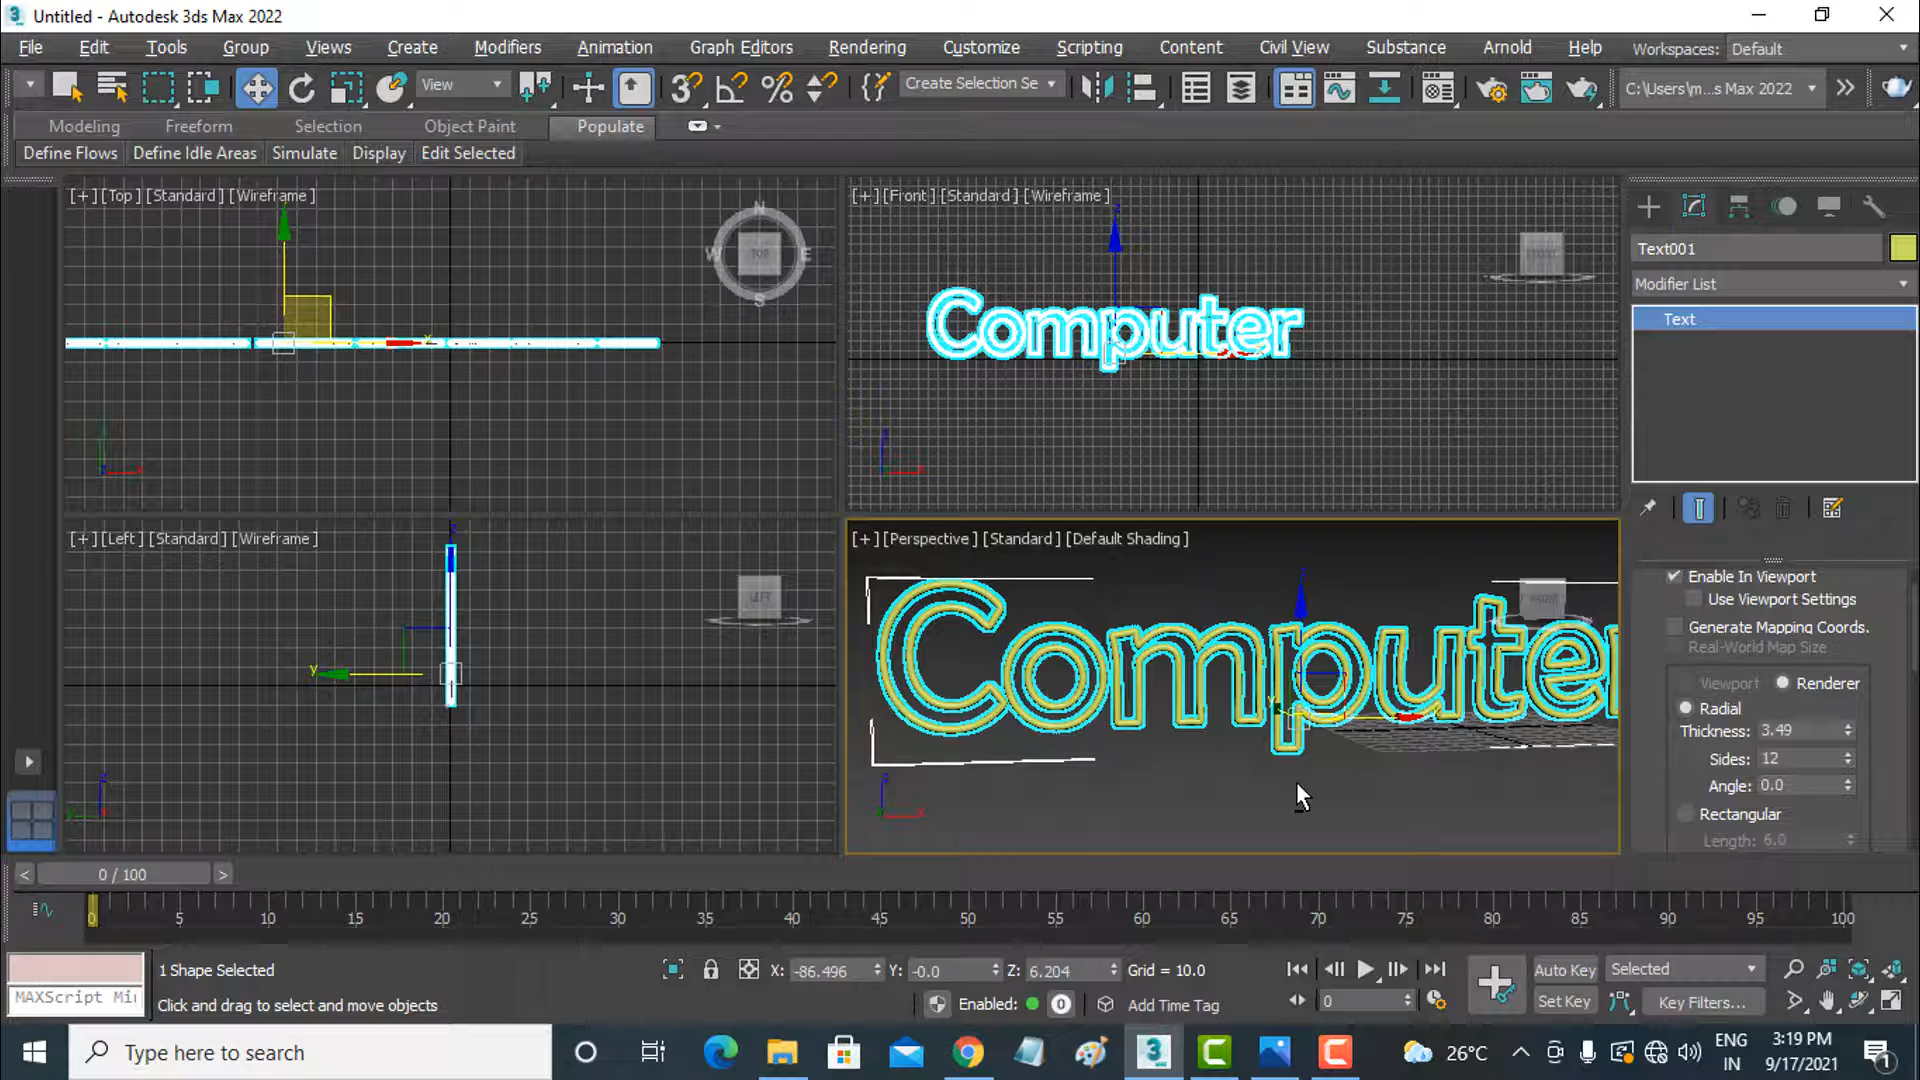 Untitled - Autodesk 3ds Max 2022
File Edit Tools Group Views Create Modifiers Animation Graph Editors Rendering Customize Scripting Content Civil View Substance Arnold Help Workspaces: Default
View Create Selection Se C:\Users\m...s Max 2022
Modeling Freeform Selection Object Paint Populate
Define Flows Define Idle Areas Simulate Display Edit Selected
[+] [Top] [Standard] [Wireframe]
N
W TOP E
S
x
[+] [Front] [Standard] [Wireframe]
Computer
Text001
Modifier List
Text
[+] [Left] [Standard] [Wireframe]
LEFT
y
[+] [Perspective] [Standard] [Default Shading]
Computer
Enable In Viewport
Use Viewport Settings
Generate Mapping Coords.
Real-World Map Size
Viewport Renderer
Radial
Thickness: 3.49
Sides: 12
Angle: 0.0
Rectangular
Length: 6.0
< 0 / 100 >
0 5 10 15 20 25 30 35 40 45 50 55 60 65 70 75 80 85 90 95 100
1 Shape Selected X: -86.496 Y: -0.0 Z: 6.204 Grid = 10.0 Auto Key Selected
MAXScript Mi Click and drag to select and move objects Enabled: 0 Add Time Tag 0 Set Key Key Filters...
Type here to search 26°C ENG 3:19 PM
IN 9/17/2021 1